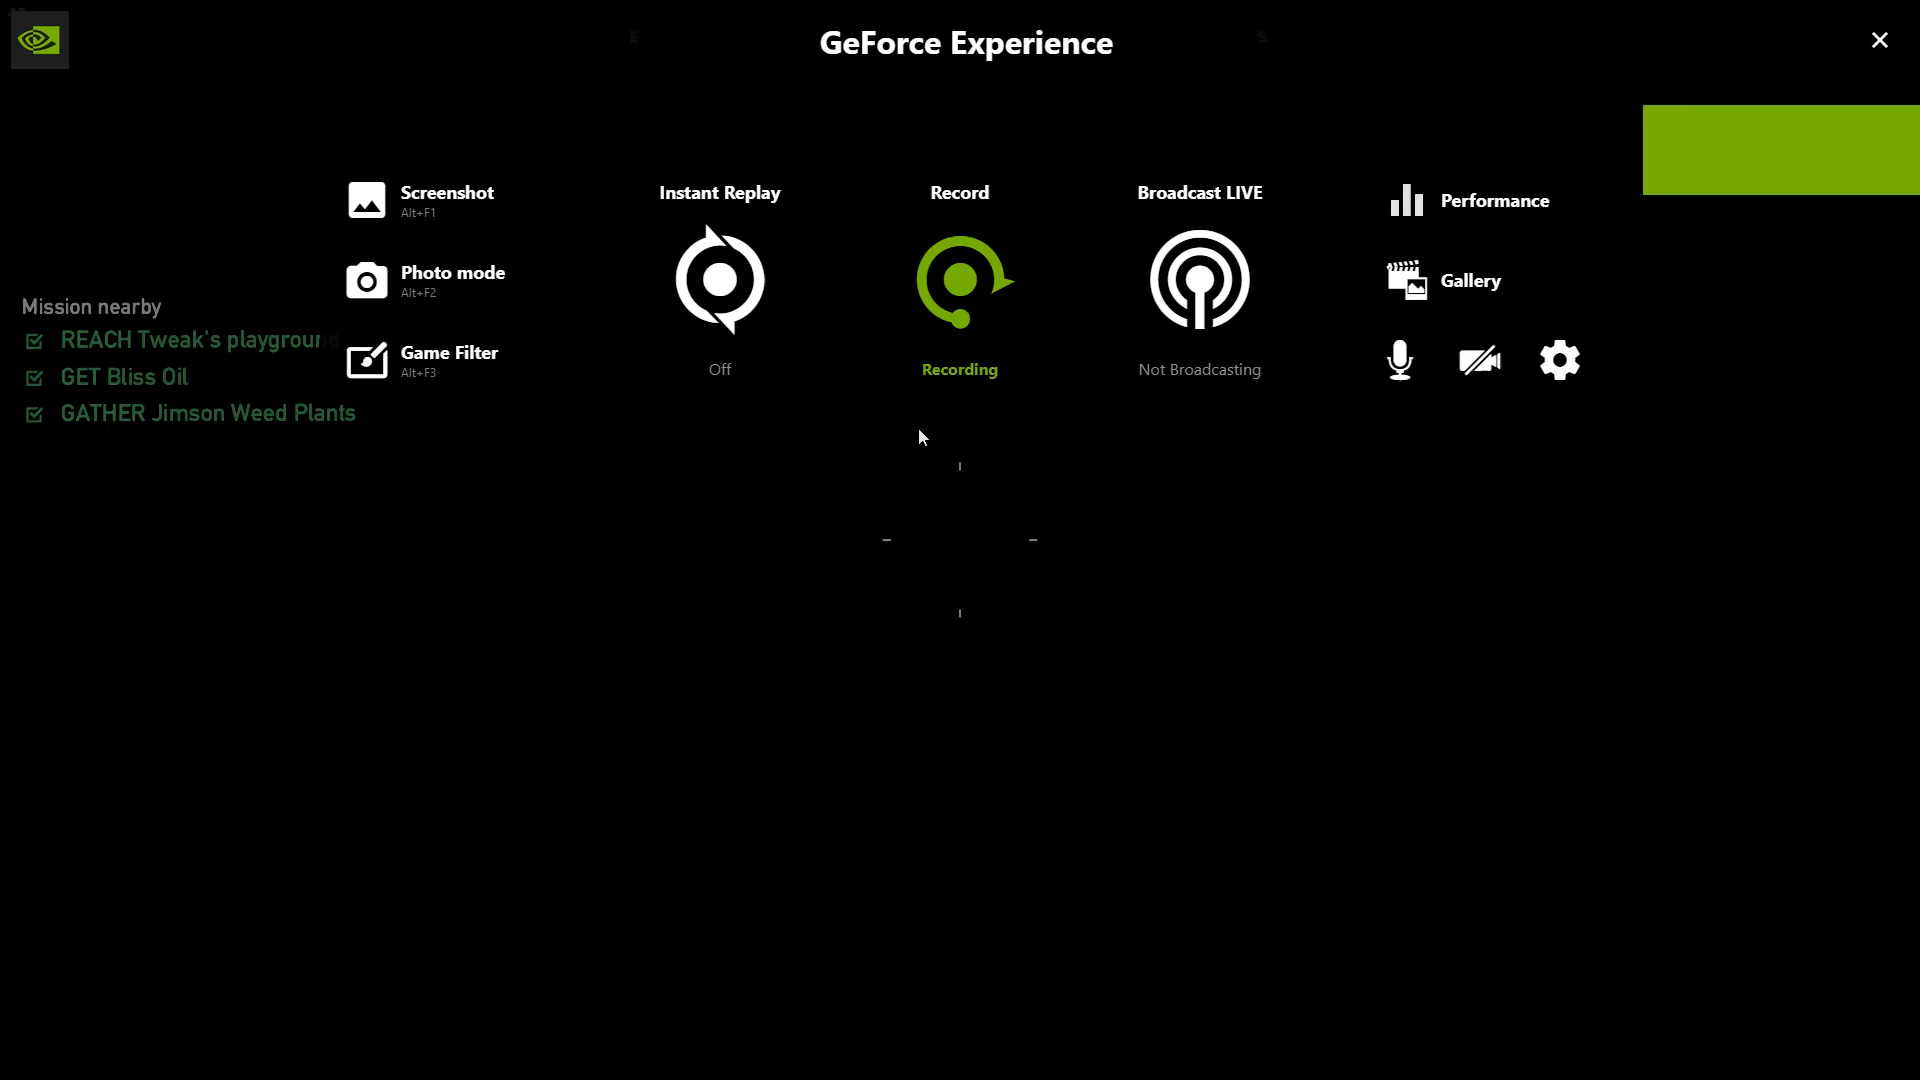 GeForce Experience
E
S
Screenshot
Alt+F1
Photo mode
Alt+F2
Game Filter
Alt+F3
Instant Replay
Off
Record
Recording
Broadcast LIVE
Not Broadcasting
Performance
Gallery
Mission nearby
REACH Tweak's playground
GET Bliss Oil
GATHER Jimson Weed Plants